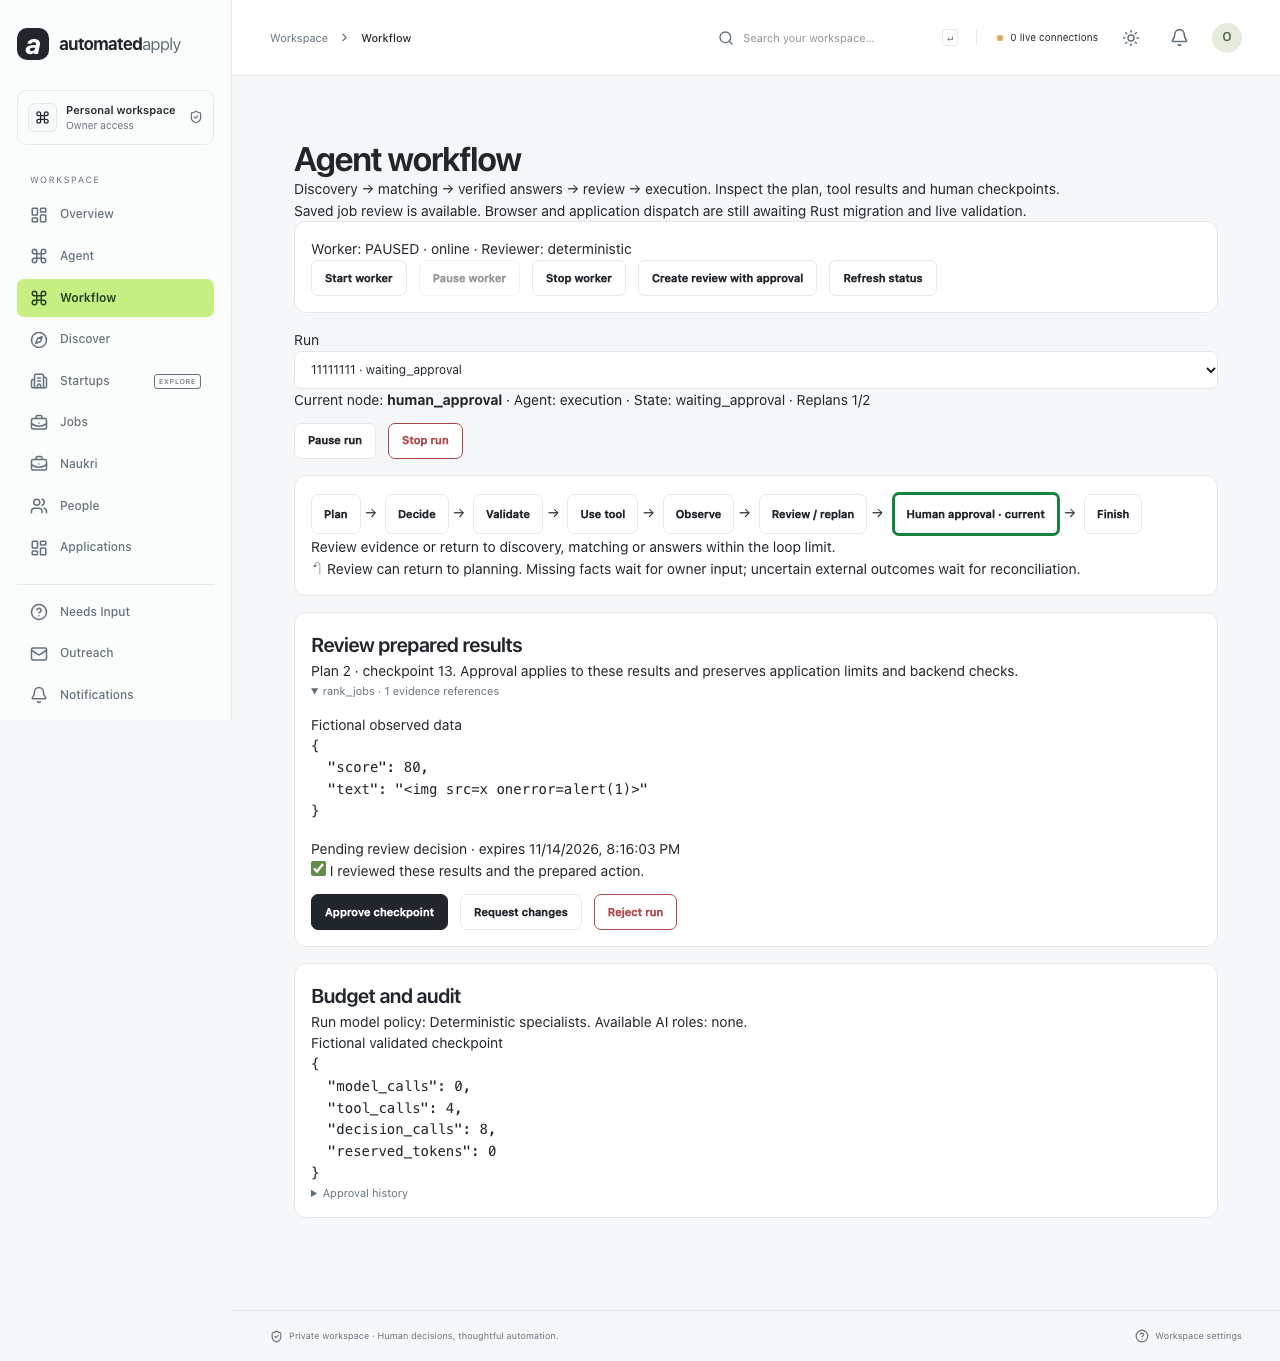 a automatedapply
Personal workspace
Owner access
WORKSPACE
Overview
Agent
Workflow
Discover
Startups EXPLORE
Jobs
Naukri
People
Applications
Needs Input
Outreach
Notifications
Workspace > Workflow
Search your workspace... ↵
0 live connections
O
Agent workflow
Discovery → matching → verified answers → review → execution. Inspect the plan, tool results and human checkpoints.
Saved job review is available. Browser and application dispatch are still awaiting Rust migration and live validation.
Worker: PAUSED · online · Reviewer: deterministic
Start worker Pause worker Stop worker Create review with approval Refresh status
Run
11111111 · waiting_approval
Current node: human_approval · Agent: execution · State: waiting_approval · Replans 1/2
Pause run Stop run
Plan → Decide → Validate → Use tool → Observe → Review / replan → Human approval · current → Finish
Review evidence or return to discovery, matching or answers within the loop limit.
Review can return to planning. Missing facts wait for owner input; uncertain external outcomes wait for reconciliation.
Review prepared results
Plan 2 · checkpoint 13. Approval applies to these results and preserves application limits and backend checks.
▼ rank_jobs · 1 evidence references
Fictional observed data
{
"score": 80,
"text": "<img src=x onerror=alert(1)>"
}
Pending review decision · expires 11/14/2026, 8:16:03 PM
I reviewed these results and the prepared action.
Approve checkpoint Request changes Reject run
Budget and audit
Run model policy: Deterministic specialists. Available AI roles: none.
Fictional validated checkpoint
{
"model_calls": 0,
"tool_calls": 4,
"decision_calls": 8,
"reserved_tokens": 0
}
▶ Approval history
Private workspace · Human decisions, thoughtful automation.
Workspace settings